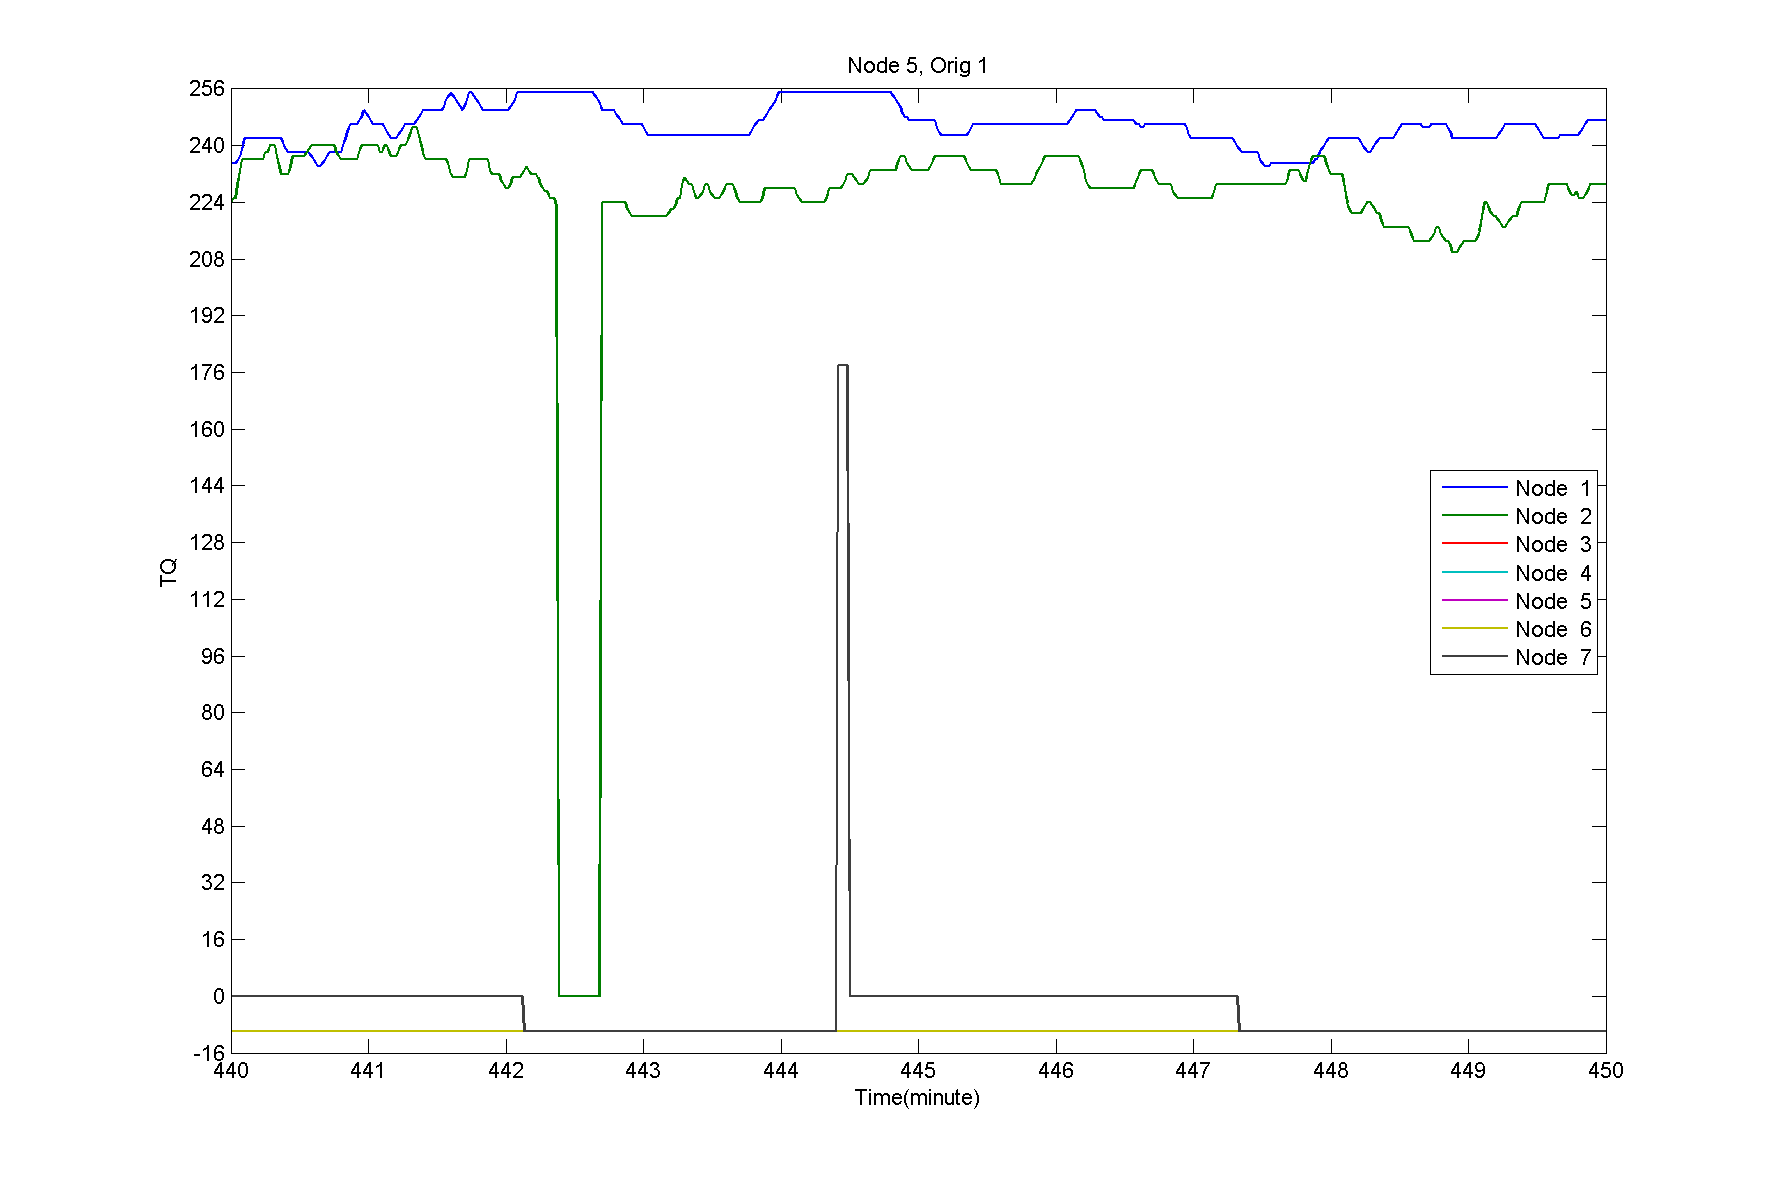 Node 5, Orig 1
256
240
224
208
192
176
160
144
128
112
96
80
64
48
32
16
0
-16
TQ
Node 1
Node 2
Node 3
Node 4
Node 5
Node 6
Node 7
440 441 442 443 444 445 446 447 448 449 450
Time(minute)